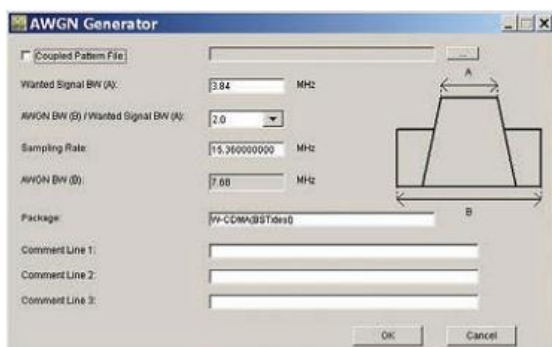 AWGN Generator
Coupled Pattern File: ...
Wanted Signal BW (A): 3.84 MHz
A
AWGN BW (B) / Wanted Signal BW (A): 2.0
Sampling Rate: 15.360000000 MHz
AWGN BW (B): 7.68 MHz
B
Package: W-CDMA(BSTxtest)
Comment Line 1:
Comment Line 2:
Comment Line 3:
OK Cancel